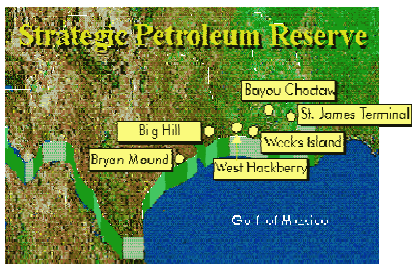 Strategic Petroleum Reserve
Bayou Choctaw
St. James Terminal
Big Hill
Weeks Island
Bryan Mound
West Hackberry
Gulf of Mexico